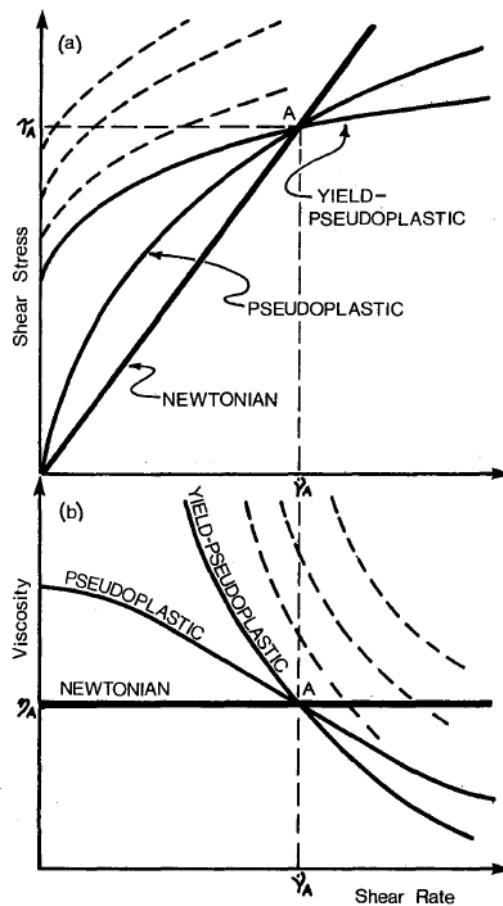 (a)
Shear Stress
τA
A
YIELD-
PSEUDOPLASTIC
PSEUDOPLASTIC
NEWTONIAN
γ̇A
(b)
Viscosity
YIELD-PSEUDOPLASTIC
PSEUDOPLASTIC
NEWTONIAN
A
ηA
γ̇A
Shear Rate